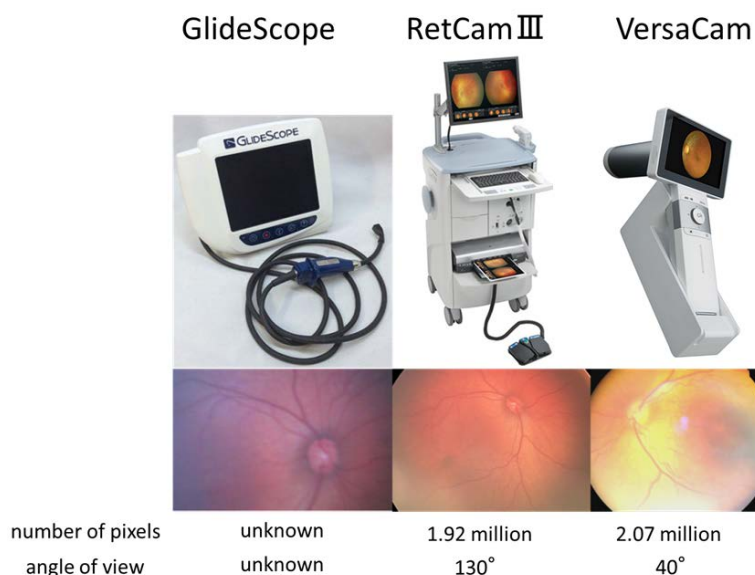 GlideScope RetCam Ⅲ VersaCam
GLIDESCOPE
number of pixels unknown 1.92 million 2.07 million
angle of view unknown 130° 40°